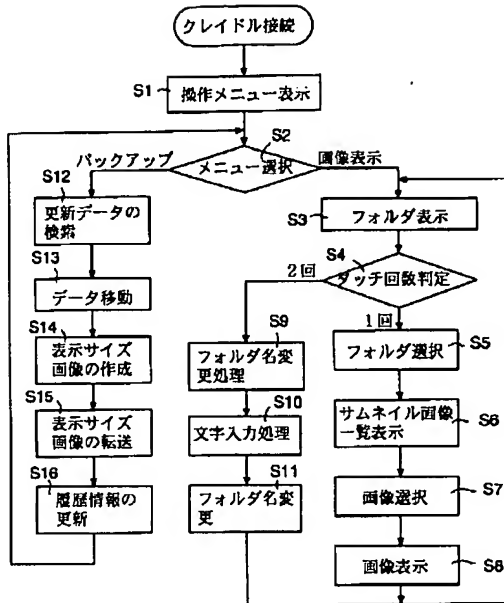 クレイドル接続
S1
操作メニュー表示
S2
メニュー選択
バックアップ
画像表示
S12
更新データの
検索
S13
データ移動
S14
表示サイズ
画像の作成
S15
表示サイズ
画像の転送
S16
履歴情報の
更新
S3
フォルダ表示
S4
タッチ回数判定
2回
1回
S9
フォルダ名変
更処理
S10
文字入力処理
S11
フォルダ名変
更
S5
フォルダ選択
S6
サムネイル画像
一覧表示
S7
画像選択
S8
画像表示